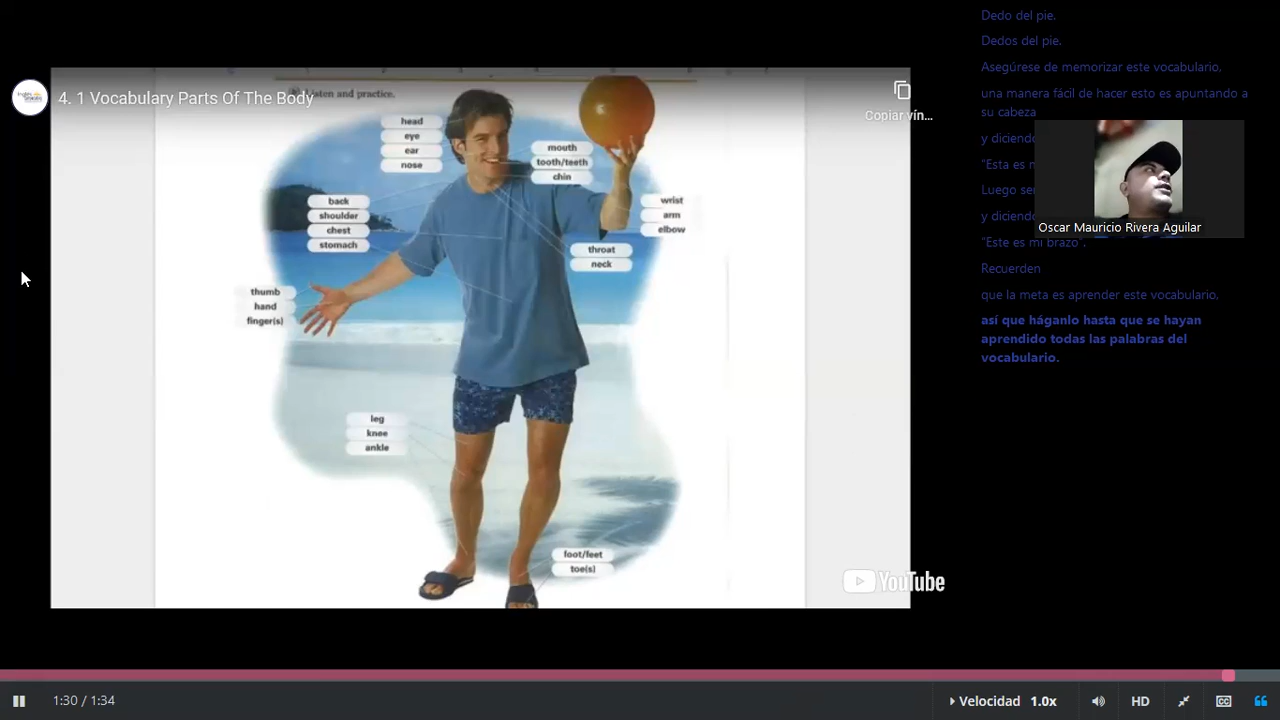 4. 1 Vocabulary Parts Of The Body
Listen and practice.
Copiar vín...
head
eye
ear
nose
mouth
tooth/teeth
chin
back
shoulder
chest
stomach
wrist
arm
elbow
throat
neck
thumb
hand
finger(s)
leg
knee
ankle
foot/feet
toe(s)
YouTube
Dedo del pie.
Dedos del pie.
Asegúrese de memorizar este vocabulario,
una manera fácil de hacer esto es apuntando a
su cabeza
y diciendo
"Esta es
Luego
y diciendo
"Este es mi brazo".
Recuerden
que la meta es aprender este vocabulario,
así que háganlo hasta que se hayan
aprendido todas las palabras del
vocabulario.
Oscar Mauricio Rivera Aguilar
1:30 / 1:34
Velocidad 1.0x
HD
CC